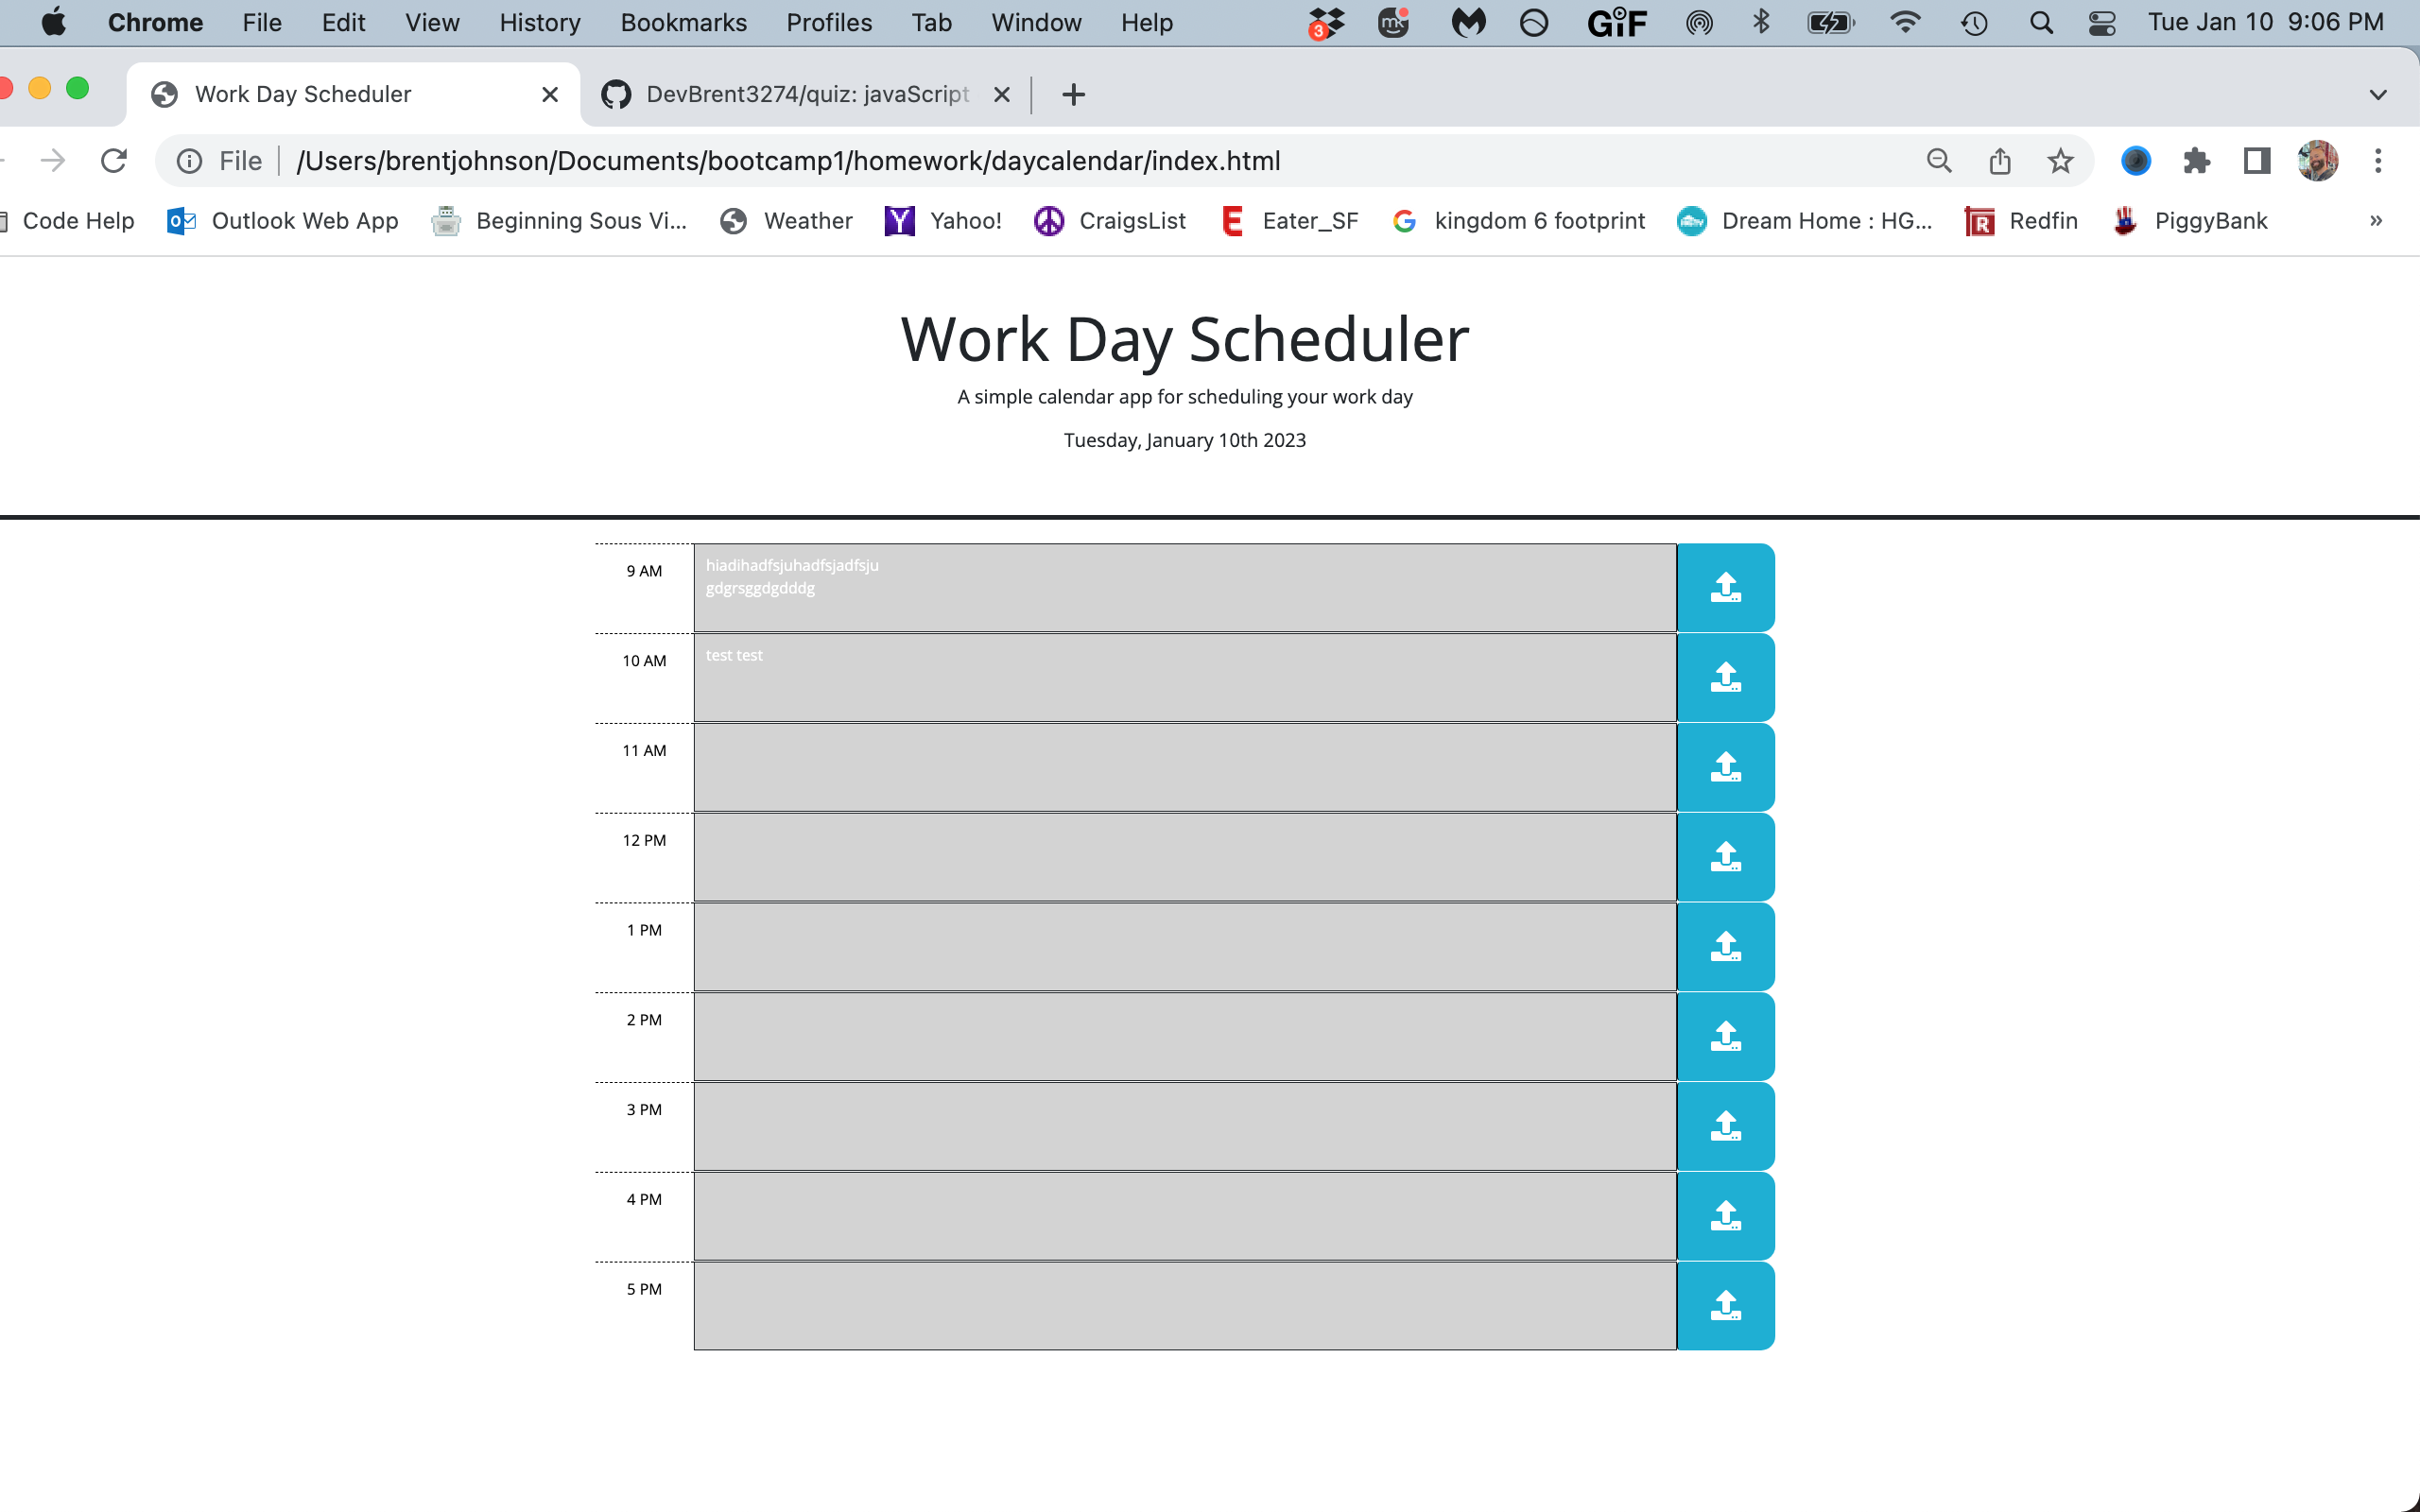 Chrome File Edit View History Bookmarks Profiles Tab Window Help 3 mk GIF Tue Jan 10 9:06 PM
Work Day Scheduler DevBrent3274/quiz: javaScript
File /Users/brentjohnson/Documents/bootcamp1/homework/daycalendar/index.html
Code Help Outlook Web App Beginning Sous Vi... Weather Yahoo! CraigsList Eater_SF kingdom 6 footprint Dream Home : HG... Redfin PiggyBank »
Work Day Scheduler
A simple calendar app for scheduling your work day
Tuesday, January 10th 2023
9 AM hiadihadfsjuhadfsjadfsju
gdgrsggdgdddg
10 AM test test
11 AM
12 PM
1 PM
2 PM
3 PM
4 PM
5 PM